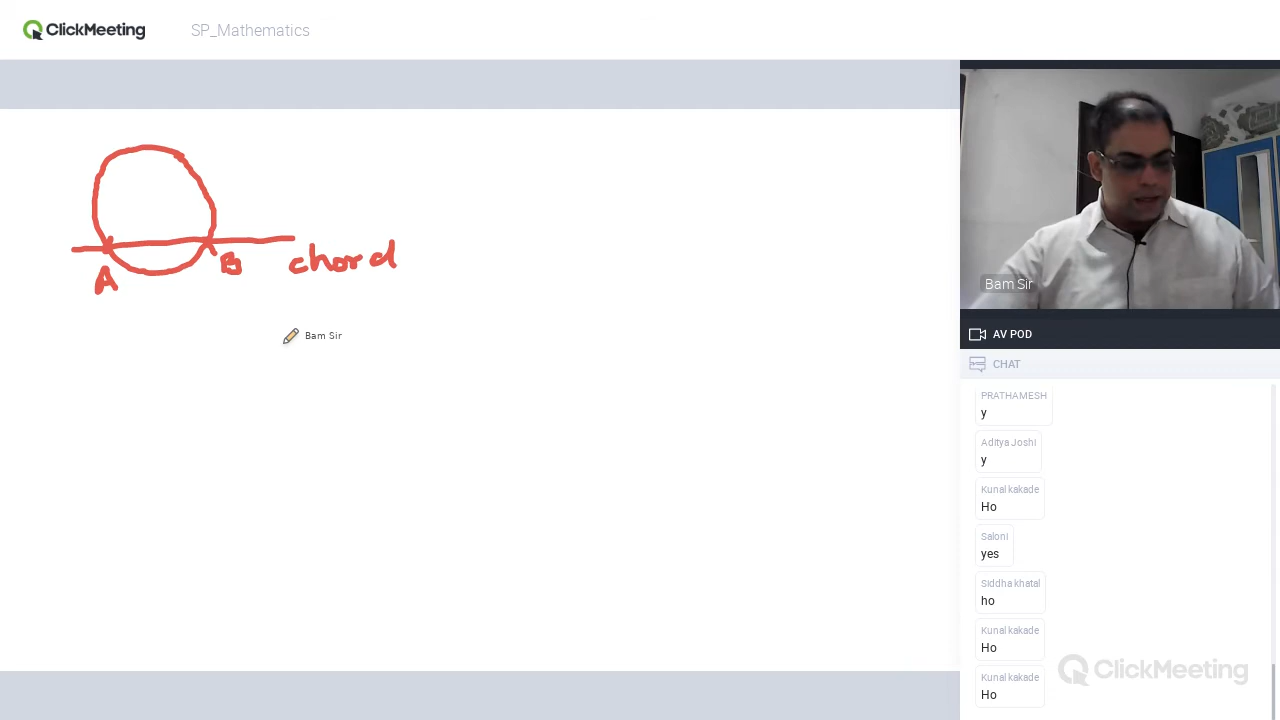 ClickMeeting SP_Mathematics
A B chord
Bam Sir
Bam Sir
AV POD
CHAT
PRATHAMESH
y
Aditya Joshi
y
Kunal kakade
Ho
Saloni
yes
Siddha khatal
ho
Kunal kakade
Ho
Kunal kakade
Ho
ClickMeeting